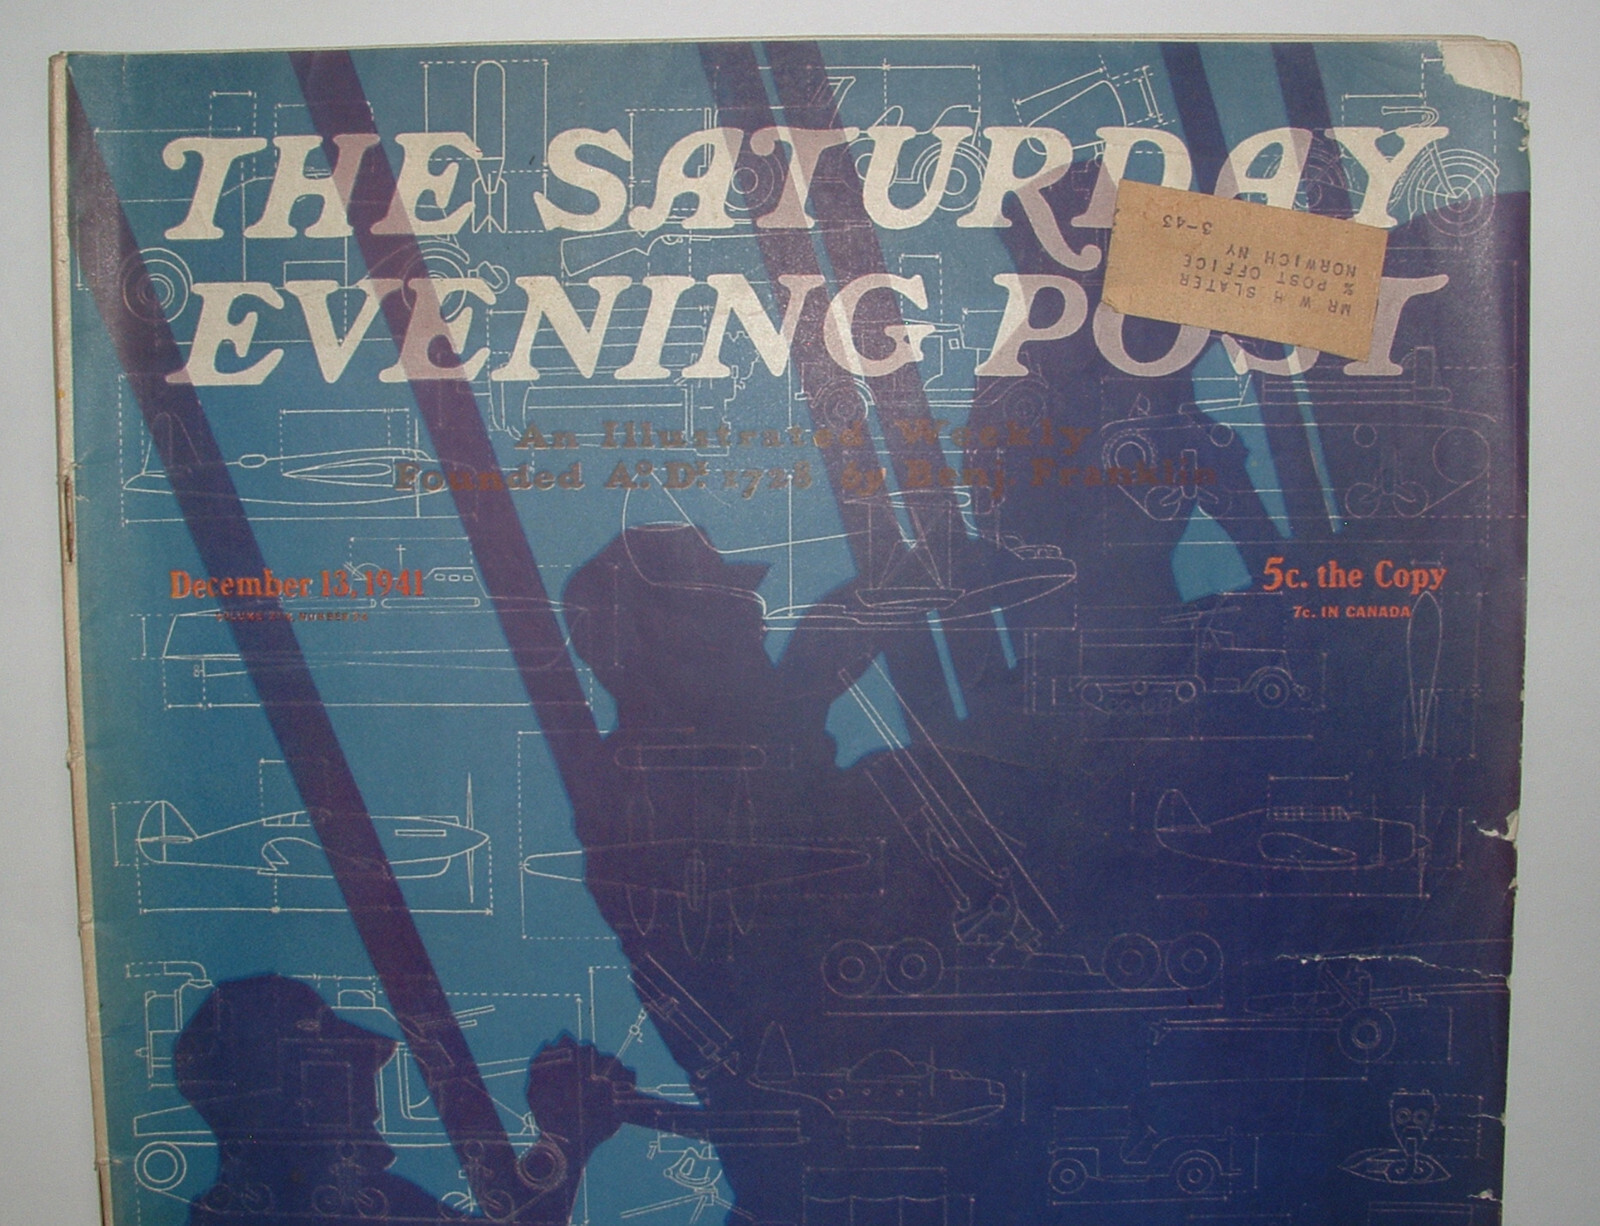 THE SATURDAY
EVENING POST
MR W H SLATER
% POST OFFICE
NORWICH NY
3-43
An Illustrated Weekly
Founded A° D! 1728 by Benj. Franklin
December 13, 1941
5c. the Copy
7c. IN CANADA